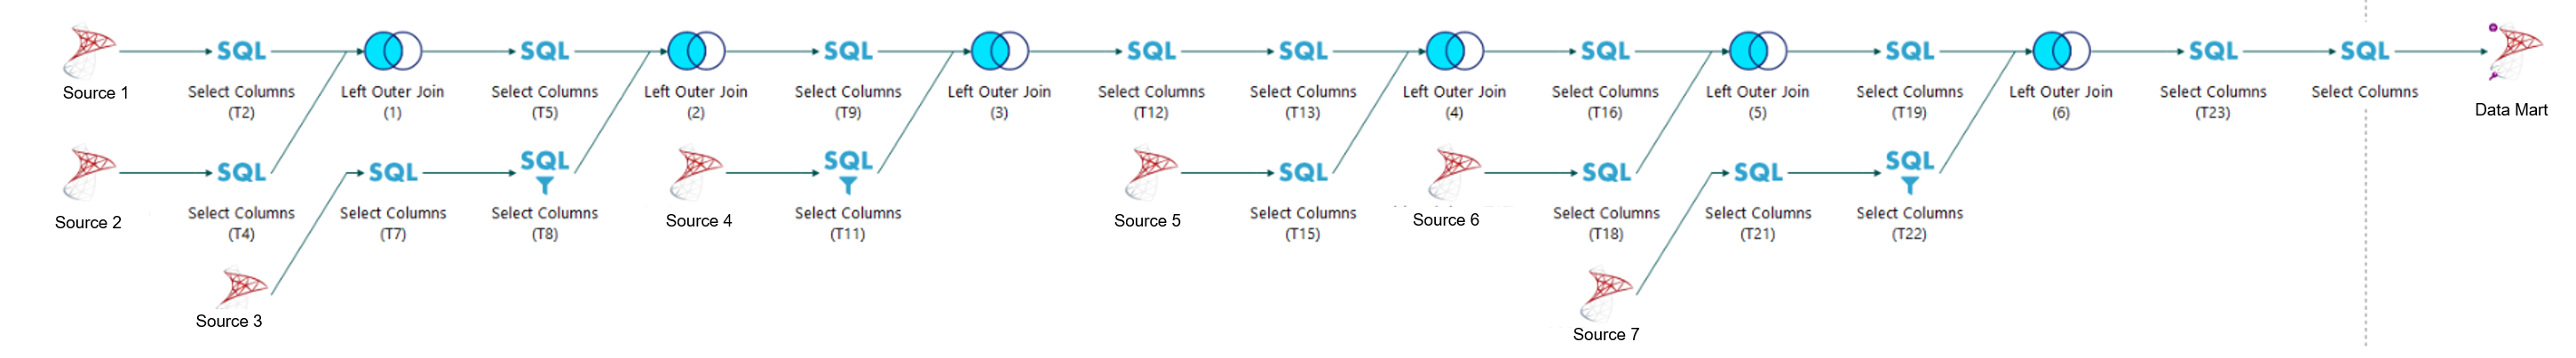 SQL SQL SQL SQL SQL SQL SQL SQL SQL
Source 1 Select Columns Left Outer Join Select Columns Left Outer Join Select Columns Left Outer Join Select Columns Select Columns Left Outer Join Select Columns Left Outer Join Select Columns Left Outer Join Select Columns Select Columns Data Mart
(T2) (1) (T5) (2) (T9) (3) (T12) (T13) (4) (T16) (5) (T19) (6) (T23)
SQL SQL SQL SQL SQL SQL SQL SQL
Source 2 Select Columns Select Columns Select Columns Source 4 Select Columns Source 5 Select Columns Source 6 Select Columns Select Columns Select Columns
(T4) (T7) (T8) (T11) (T15) (T18) (T21) (T22)
Source 3 Source 7